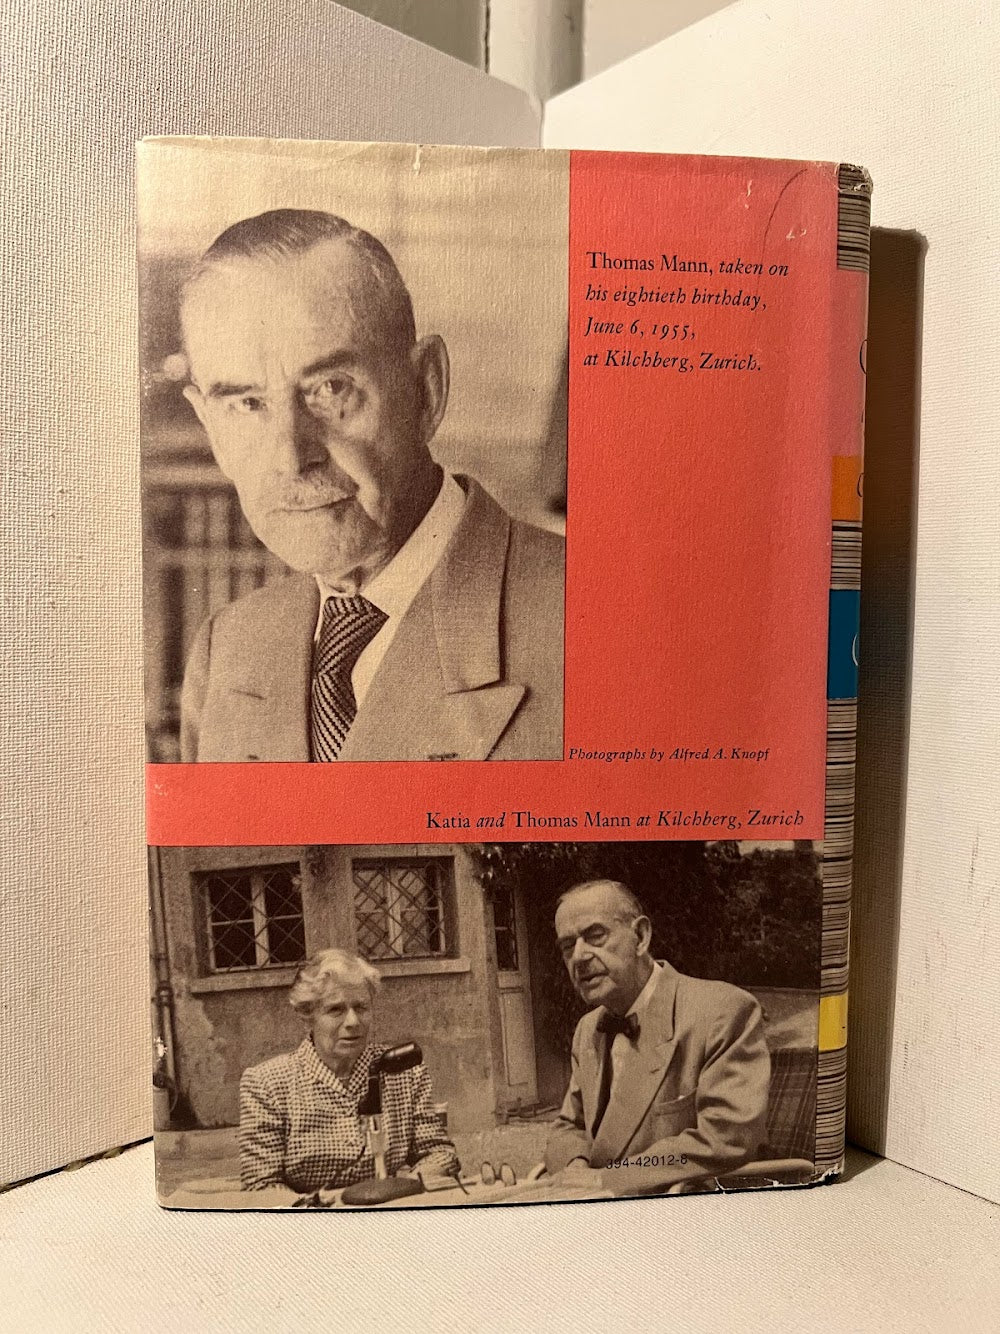 Thomas Mann, taken on
his eightieth birthday,
June 6, 1955,
at Kilchberg, Zurich.
Photographs by Alfred A. Knopf
Katia and Thomas Mann at Kilchberg, Zurich
394-42012-8